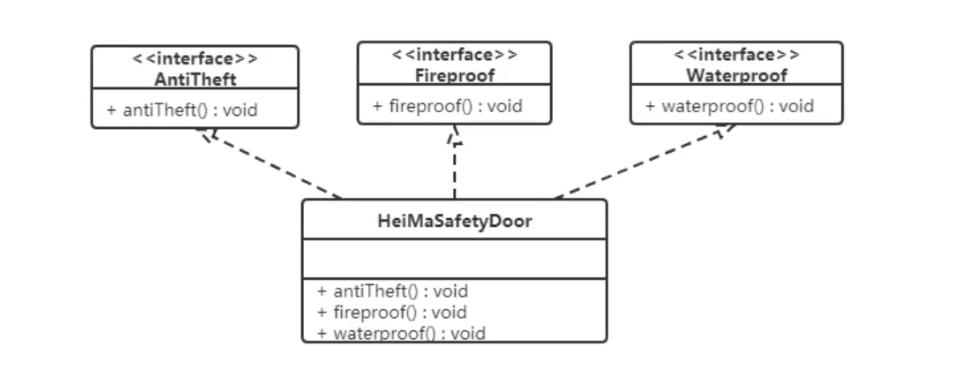 <<interface>>
AntiTheft
+ antiTheft() : void
<<interface>>
Fireproof
+ fireproof() : void
<<interface>>
Waterproof
+ waterproof() : void
HeiMaSafetyDoor
+ antiTheft() : void
+ fireproof() : void
+ waterproof() : void